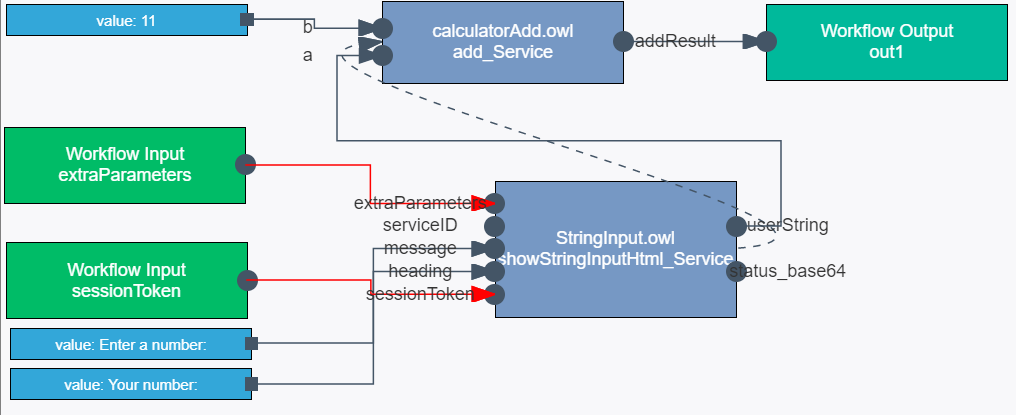 value: 11
b
a
calculatorAdd.owl
add_Service
addResult
Workflow Output
out1
Workflow Input
extraParameters
Workflow Input
sessionToken
value: Enter a number:
value: Your number:
extraParameters
serviceID
message
heading
sessionToken
StringInput.owl
showStringInputHtml_Service
userString
status_base64